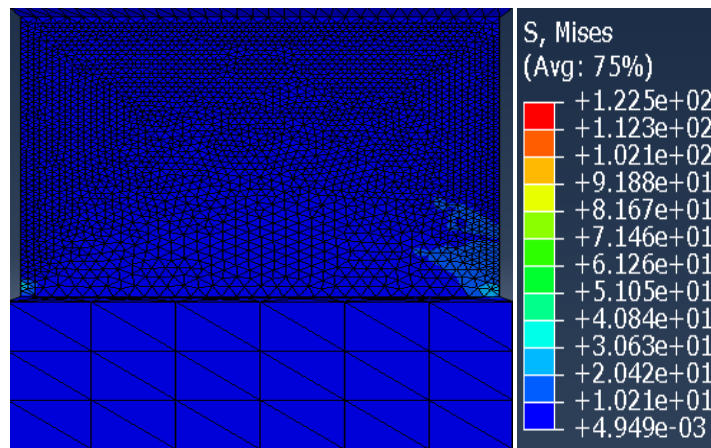 S, Mises
(Avg: 75%)
+1.225e+02
+1.123e+02
+1.021e+02
+9.188e+01
+8.167e+01
+7.146e+01
+6.126e+01
+5.105e+01
+4.084e+01
+3.063e+01
+2.042e+01
+1.021e+01
+4.949e-03